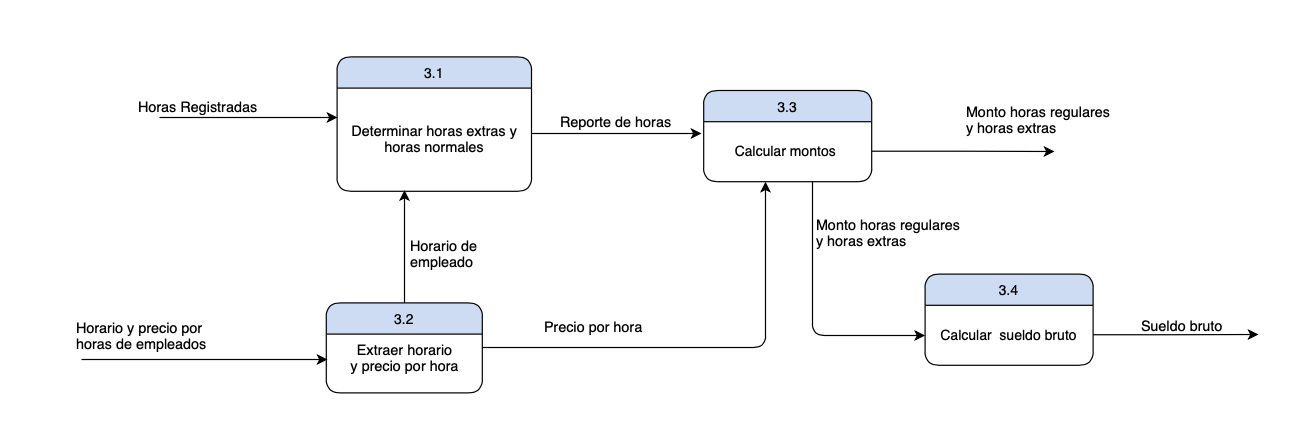 3.1
Horas Registradas
Determinar horas extras y
horas normales
Reporte de horas
3.3
Calcular montos
Monto horas regulares
y horas extras
Horario de
empleado
Monto horas regulares
y horas extras
3.2
Extraer horario
y precio por hora
Horario y precio por
horas de empleados
Precio por hora
3.4
Calcular sueldo bruto
Sueldo bruto